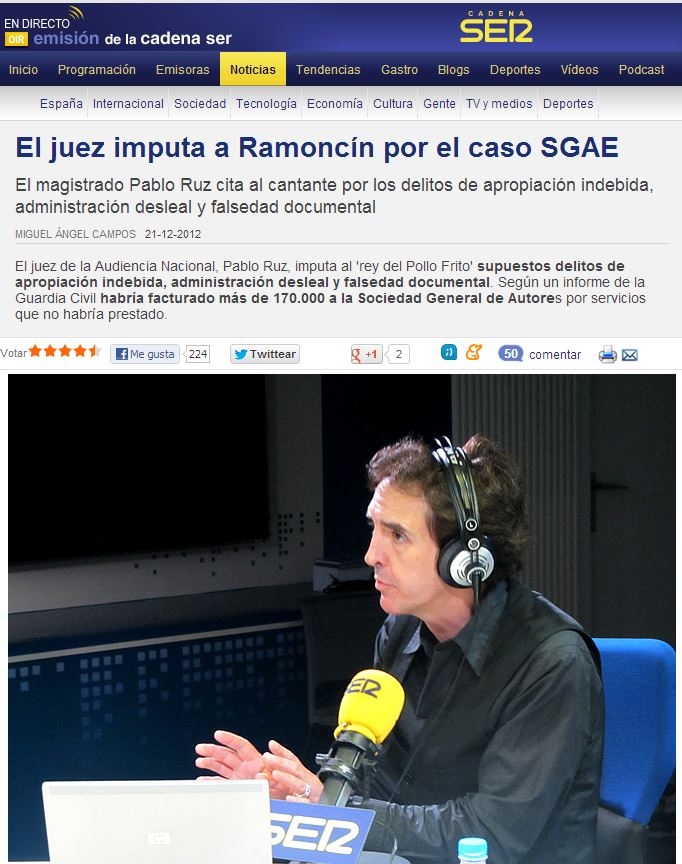 CADENA
SER
EN DIRECTO
OIR emisión de la cadena ser
Inicio Programación Emisoras Noticias Tendencias Gastro Blogs Deportes Vídeos Podcast
España Internacional Sociedad Tecnología Economía Cultura Gente TV y medios Deportes
El juez imputa a Ramoncín por el caso SGAE
El magistrado Pablo Ruz cita al cantante por los delitos de apropiación indebida,
administración desleal y falsedad documental
MIGUEL ÁNGEL CAMPOS 21-12-2012
El juez de la Audiencia Nacional, Pablo Ruz, imputa al 'rey del Pollo Frito' supuestos delitos de
apropiación indebida, administración desleal y falsedad documental. Según un informe de la
Guardia Civil habría facturado más de 170.000 a la Sociedad General de Autores por servicios
que no habría prestado.
Votar Me gusta 224 Twittear g +1 2 50 comentar
SER
hp
SER